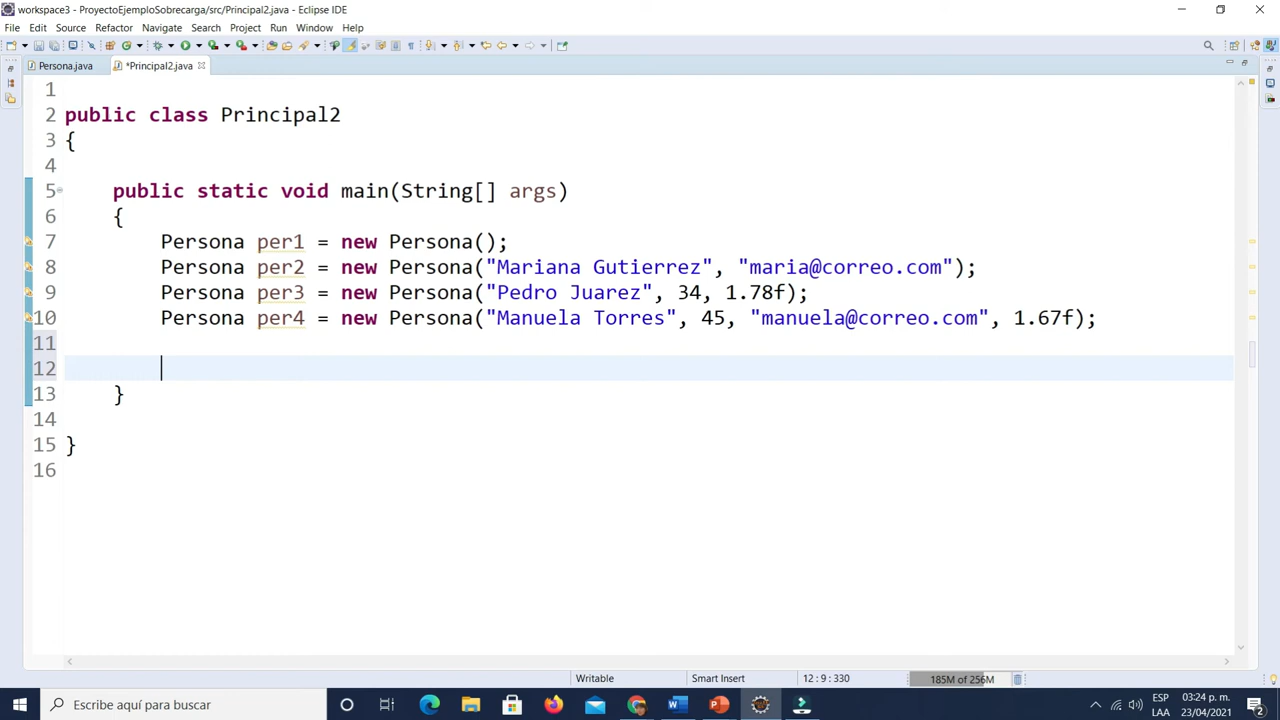 workspace3 - ProyectoEjemploSobrecarga/src/Principal2.java - Eclipse IDE
File Edit Source Refactor Navigate Search Project Run Window Help
Persona.java *Principal2.java
1
2 public class Principal2
3 {
4
5 public static void main(String[] args)
6 {
7 Persona per1 = new Persona();
8 Persona per2 = new Persona("Mariana Gutierrez", "maria@correo.com");
9 Persona per3 = new Persona("Pedro Juarez", 34, 1.78f);
10 Persona per4 = new Persona("Manuela Torres", 45, "manuela@correo.com", 1.67f);
11
12
13 }
14
15 }
16
Writable Smart Insert 12 : 9 : 330 185M of 256M
Escribe aquí para buscar
ESP 03:24 p. m.
LAA 23/04/2021 2